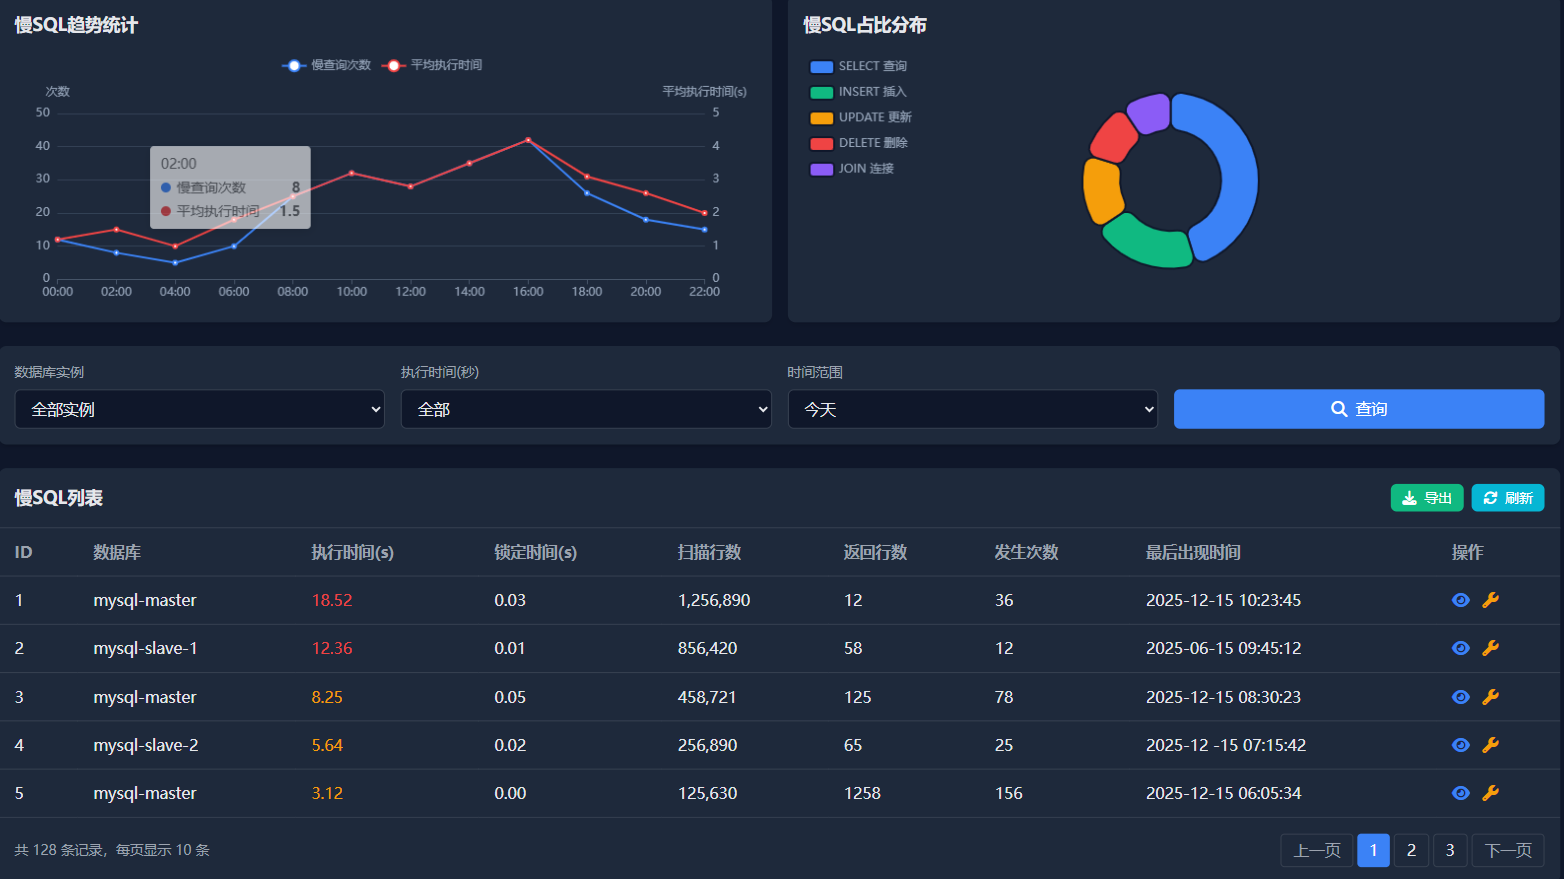 慢SQL趋势统计
慢查询次数 平均执行时间
次数 平均执行时间(s)
50 5
40 4
30 3
20 2
10 1
0 0
02:00
慢查询次数 8
平均执行时间 1.5
00:00 02:00 04:00 06:00 08:00 10:00 12:00 14:00 16:00 18:00 20:00 22:00
慢SQL占比分布
SELECT 查询
INSERT 插入
UPDATE 更新
DELETE 删除
JOIN 连接
数据库实例 执行时间(秒) 时间范围
全部实例 全部 今天 查询
慢SQL列表 导出 刷新
ID 数据库 执行时间(s) 锁定时间(s) 扫描行数 返回行数 发生次数 最后出现时间 操作
1 mysql-master 18.52 0.03 1,256,890 12 36 2025-12-15 10:23:45
2 mysql-slave-1 12.36 0.01 856,420 58 12 2025-06-15 09:45:12
3 mysql-master 8.25 0.05 458,721 125 78 2025-12-15 08:30:23
4 mysql-slave-2 5.64 0.02 256,890 65 25 2025-12 -15 07:15:42
5 mysql-master 3.12 0.00 125,630 1258 156 2025-12-15 06:05:34
共 128 条记录，每页显示 10 条 上一页 1 2 3 下一页